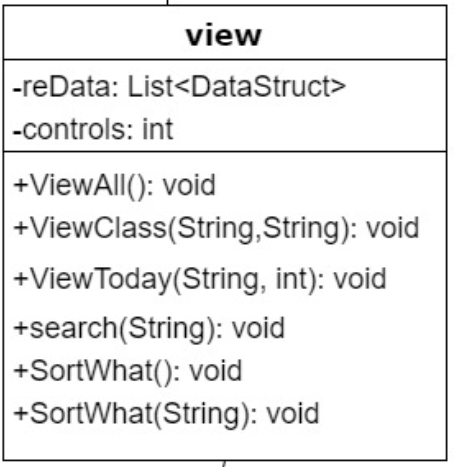 view
-reData: List<DataStruct>
-controls: int
+ViewAll(): void
+ViewClass(String,String): void
+ViewToday(String, int): void
+search(String): void
+SortWhat(): void
+SortWhat(String): void